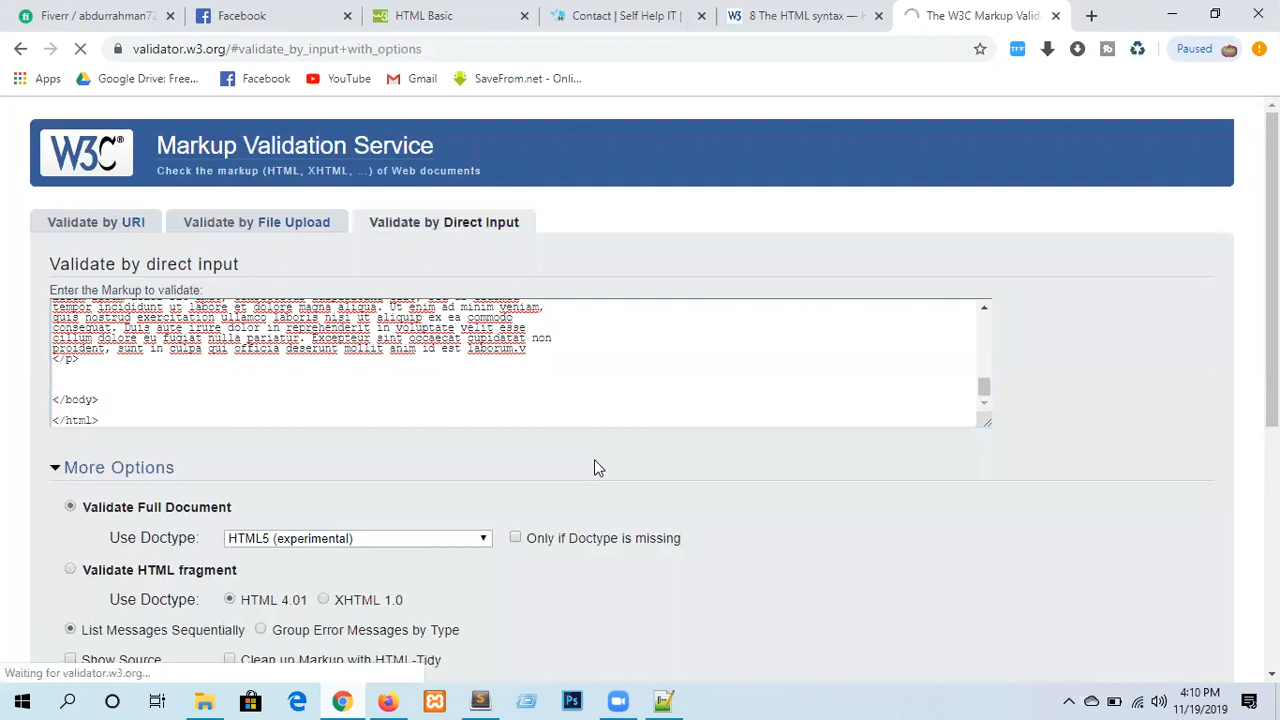 Fiverr / abdurrahman72
Facebook
HTML Basic
Contact | Self Help IT |
8 The HTML syntax — H
The W3C Markup Valid
validator.w3.org/#validate_by_input+with_options
Paused
Apps
Google Drive: Free...
Facebook
YouTube
Gmail
SaveFrom.net - Onli...
W3C®
Markup Validation Service
Check the markup (HTML, XHTML, …) of Web documents
Validate by URI
Validate by File Upload
Validate by Direct Input
Validate by direct input
Enter the Markup to validate:
tempor incididunt ut labore et dolore magna aliqua. Ut enim ad minim veniam,
quis nostrud exercitation ullamco laboris nisi ut aliquip ex ea commodo
consequat. Duis aute irure dolor in reprehenderit in voluptate velit esse
cillum dolore eu fugiat nulla pariatur. Excepteur sint occaecat cupidatat non
proident, sunt in culpa qui officia deserunt mollit anim id est laborum.v
</p>
</body>
</html>
More Options
Validate Full Document
Use Doctype:
HTML5 (experimental)
Only if Doctype is missing
Validate HTML fragment
Use Doctype:
HTML 4.01
XHTML 1.0
List Messages Sequentially
Group Error Messages by Type
Show Source
Clean up Markup with HTML-Tidy
Waiting for validator.w3.org...
4:10 PM
11/19/2019